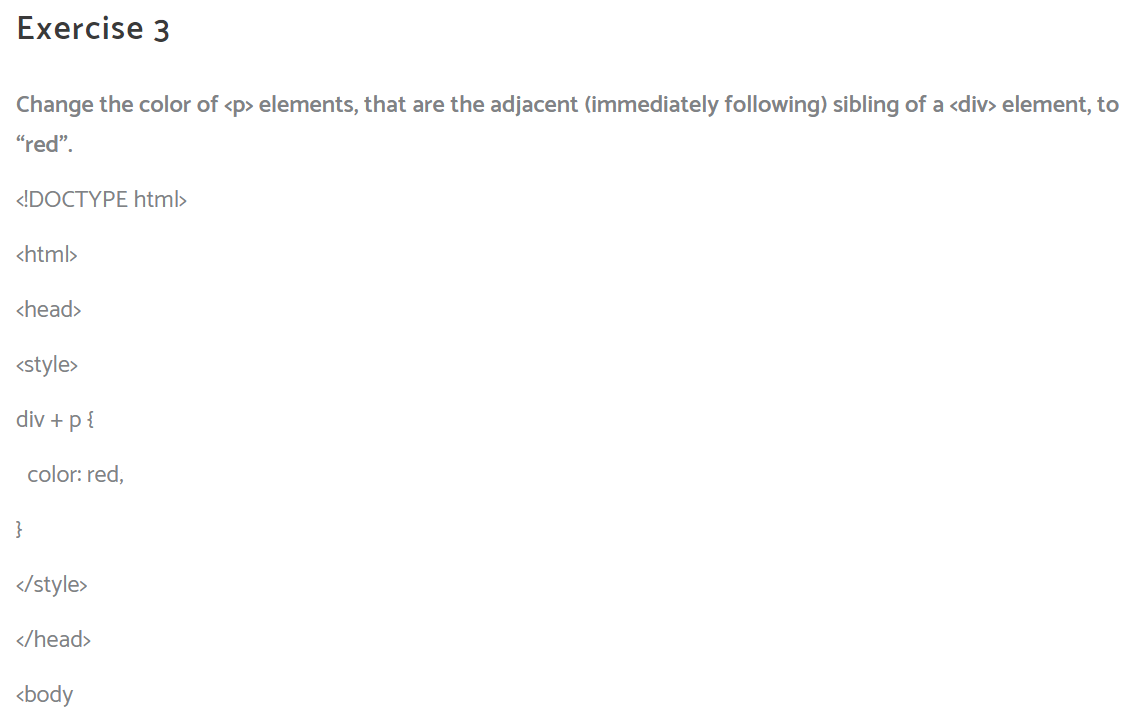 Exercise 3
Change the color of <p> elements, that are the adjacent (immediately following) sibling of a <div> element, to
“red”.
<!DOCTYPE html>
<html>
<head>
<style>
div + p {
  color: red,
}
</style>
</head>
<body